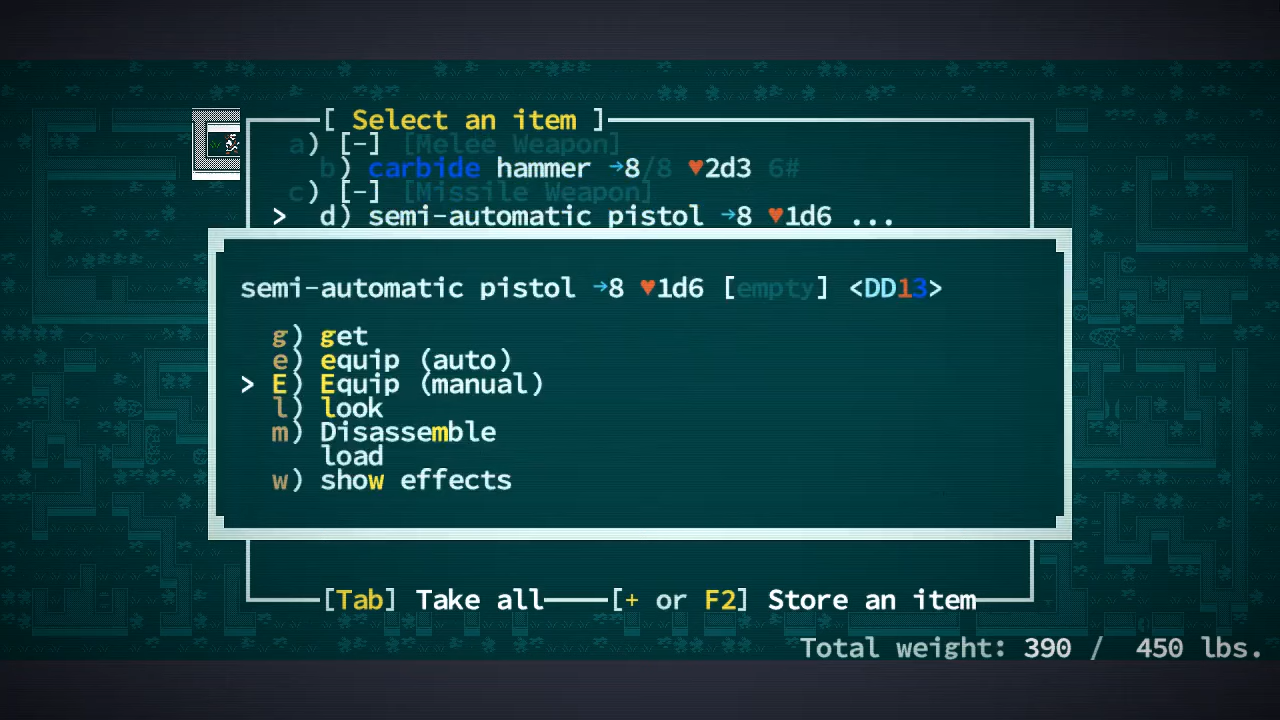 [ Select an item ]
a) [-] [Melee Weapon]
b) carbide hammer →8/8 ♥2d3 6#
c) [-] [Missile Weapon]
> d) semi-automatic pistol →8 ♥1d6 ...
semi-automatic pistol →8 ♥1d6 [empty] <DD13>
g) get
e) equip (auto)
> E) Equip (manual)
l) look
m) Disassemble
load
w) show effects
[Tab] Take all [+ or F2] Store an item
Total weight: 390 / 450 lbs.